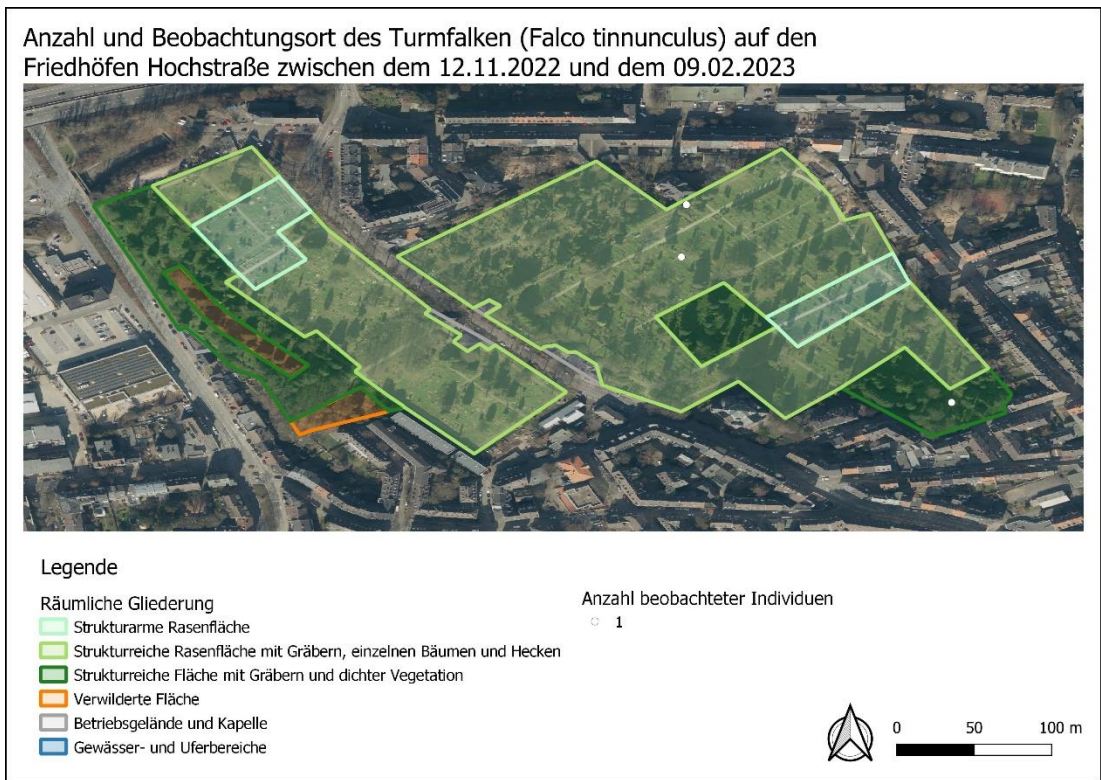 Anzahl und Beobachtungsort des Turmfalken (Falco tinnunculus) auf den
Friedhöfen Hochstraße zwischen dem 12.11.2022 und dem 09.02.2023
Legende
Räumliche Gliederung
Strukturarme Rasenfläche
Strukturreiche Rasenfläche mit Gräbern, einzelnen Bäumen und Hecken
Strukturreiche Fläche mit Gräbern und dichter Vegetation
Verwilderte Fläche
Betriebsgelände und Kapelle
Gewässer- und Uferbereiche
Anzahl beobachteter Individuen
1
0 50 100 m